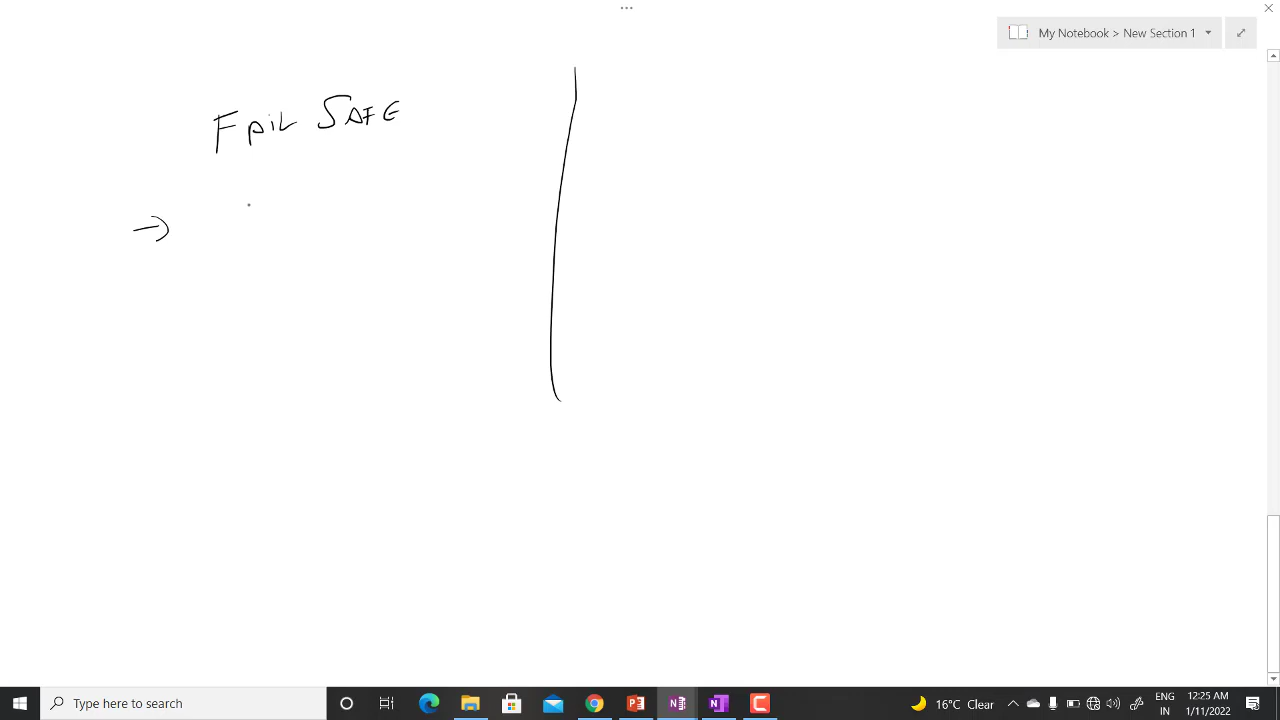 My Notebook > New Section 1
Fail SAFE
→
Type here to search
16°C Clear
ENG
IN
12:25 AM
1/11/2022